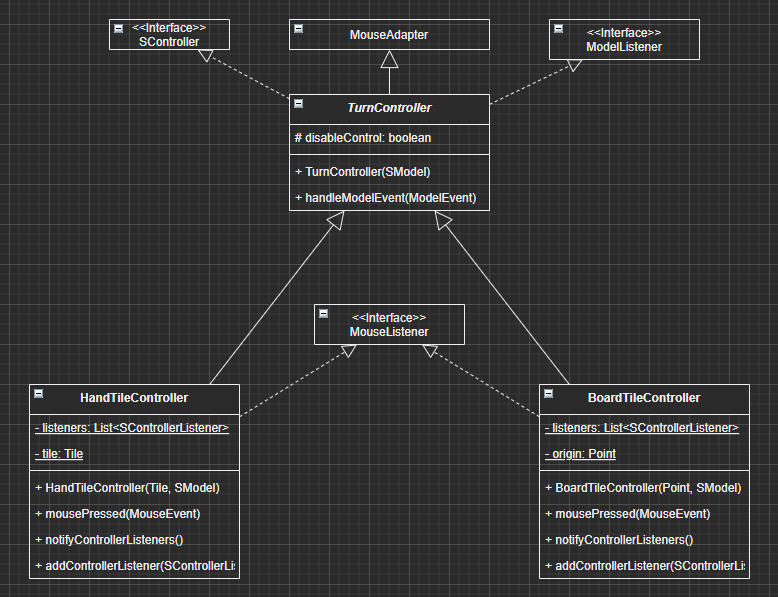 <<Interface>>
SController
MouseAdapter
<<Interface>>
ModelListener
TurnController
# disableControl: boolean
+ TurnController(SModel)
+ handleModelEvent(ModelEvent)
<<Interface>>
MouseListener
HandTileController
- listeners: List<SControllerListener>
- tile: Tile
+ HandTileController(Tile, SModel)
+ mousePressed(MouseEvent)
+ notifyControllerListeners()
+ addControllerListener(SControllerLi
BoardTileController
- listeners: List<SControllerListener>
- origin: Point
+ BoardTileController(Point, SModel)
+ mousePressed(MouseEvent)
+ notifyControllerListeners()
+ addControllerListener(SControllerLi